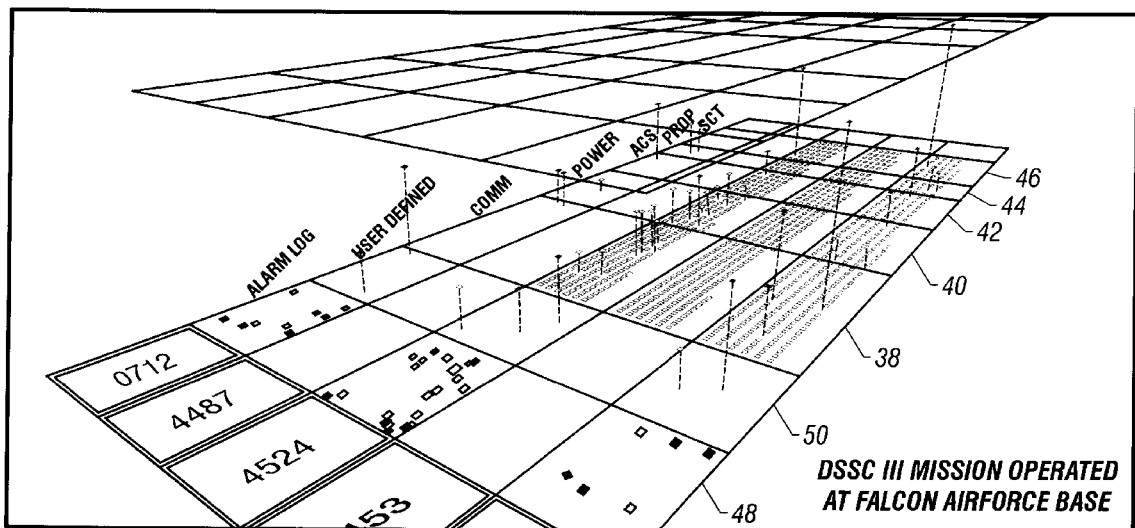 ALARM LOG
USER DEFINED
COMM
POWER
ACS
PROP
SCT
46
44
42
40
38
50
48
0712
4487
4524
DSSC III MISSION OPERATED
AT FALCON AIRFORCE BASE